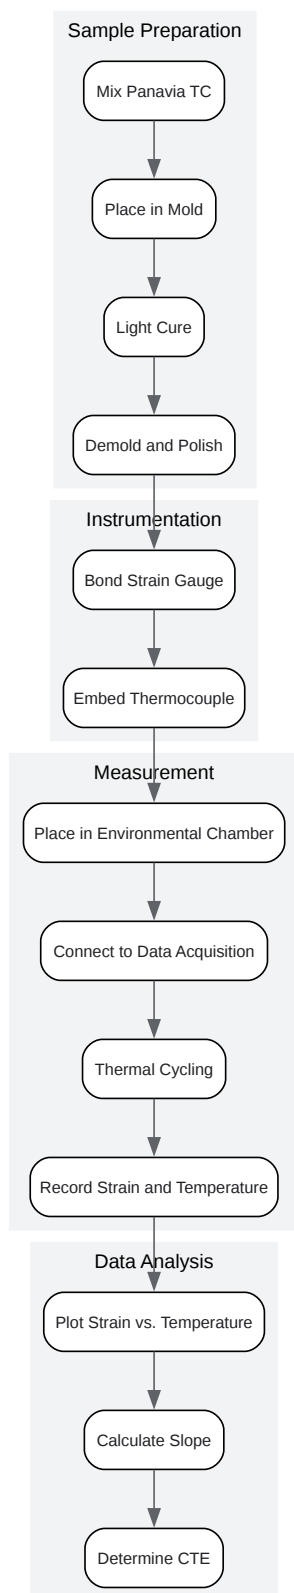 Sample Preparation
Mix Panavia TC
Place in Mold
Light Cure
Demold and Polish
Instrumentation
Bond Strain Gauge
Embed Thermocouple
Measurement
Place in Environmental Chamber
Connect to Data Acquisition
Thermal Cycling
Record Strain and Temperature
Data Analysis
Plot Strain vs. Temperature
Calculate Slope
Determine CTE